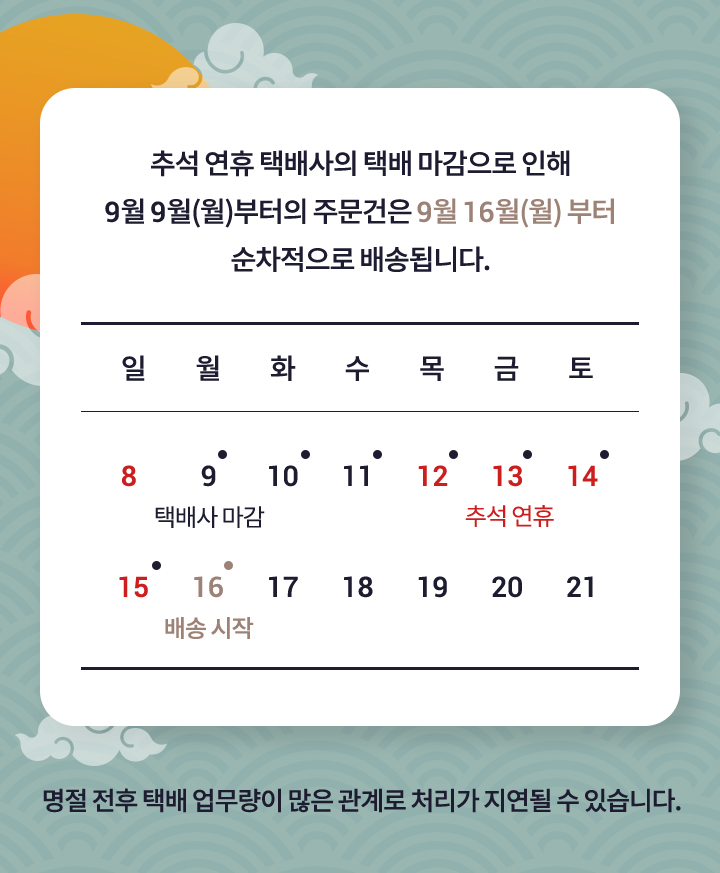 추석 연휴 택배사의 택배 마감으로 인해
9월 9월(월)부터의 주문건은 9월 16월(월) 부터
순차적으로 배송됩니다.
일 월 화 수 목 금 토
8 9 10 11 12 13 14
택배사 마감 추석 연휴
15 16 17 18 19 20 21
배송 시작
명절 전후 택배 업무량이 많은 관계로 처리가 지연될 수 있습니다.